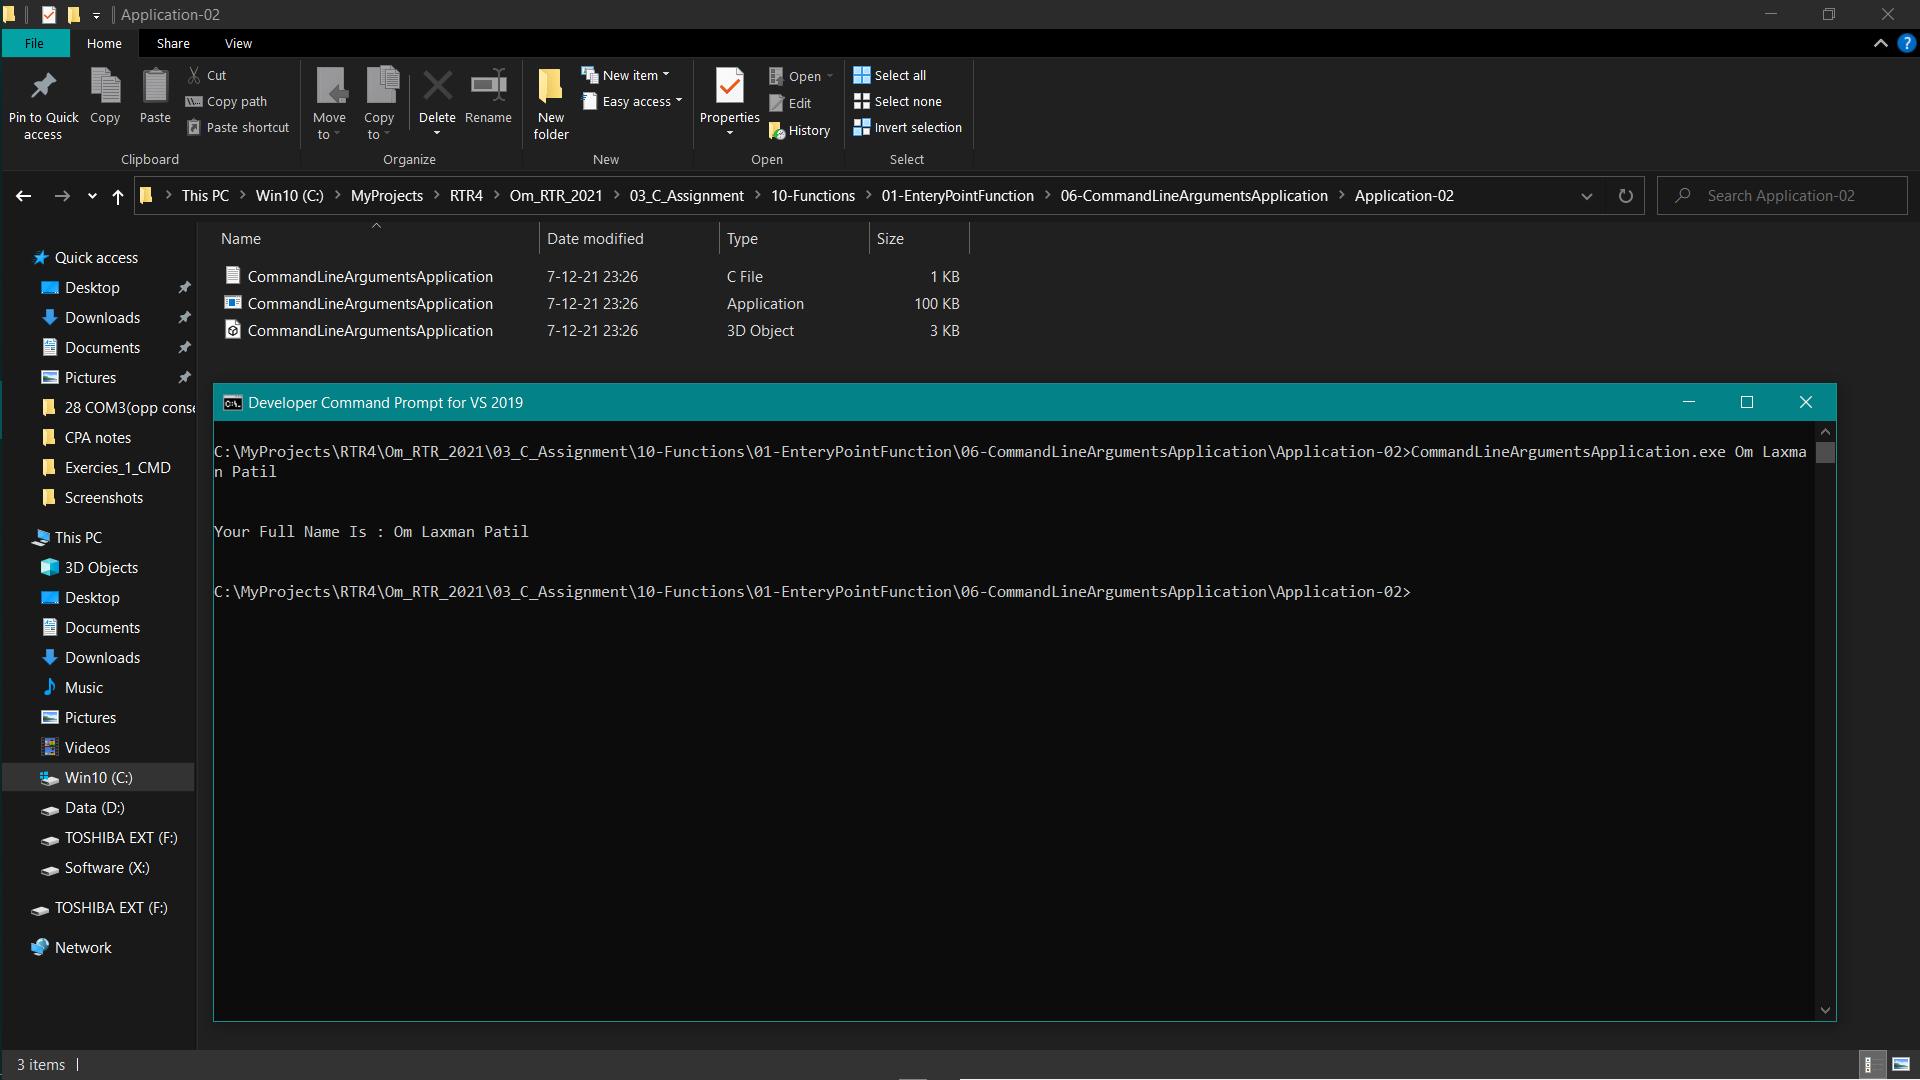 Application-02
File Home Share View
Pin to Quick access
Copy
Paste
Cut
Copy path
Paste shortcut
Clipboard
Move to
Copy to
Delete
Rename
Organize
New folder
New item
Easy access
New
Properties
Open
Edit
History
Open
Select all
Select none
Invert selection
Select
This PC > Win10 (C:) > MyProjects > RTR4 > Om_RTR_2021 > 03_C_Assignment > 10-Functions > 01-EnteryPointFunction > 06-CommandLineArgumentsApplication > Application-02
Search Application-02
Name Date modified Type Size
CommandLineArgumentsApplication 7-12-21 23:26 C File 1 KB
CommandLineArgumentsApplication 7-12-21 23:26 Application 100 KB
CommandLineArgumentsApplication 7-12-21 23:26 3D Object 3 KB
Quick access
Desktop
Downloads
Documents
Pictures
28 COM3(opp conse
CPA notes
Exercies_1_CMD
Screenshots
This PC
3D Objects
Desktop
Documents
Downloads
Music
Pictures
Videos
Win10 (C:)
Data (D:)
TOSHIBA EXT (F:)
Software (X:)
TOSHIBA EXT (F:)
Network
Developer Command Prompt for VS 2019
C:\MyProjects\RTR4\Om_RTR_2021\03_C_Assignment\10-Functions\01-EnteryPointFunction\06-CommandLineArgumentsApplication\Application-02>CommandLineArgumentsApplication.exe Om Laxma
n Patil
Your Full Name Is : Om Laxman Patil
C:\MyProjects\RTR4\Om_RTR_2021\03_C_Assignment\10-Functions\01-EnteryPointFunction\06-CommandLineArgumentsApplication\Application-02>
3 items